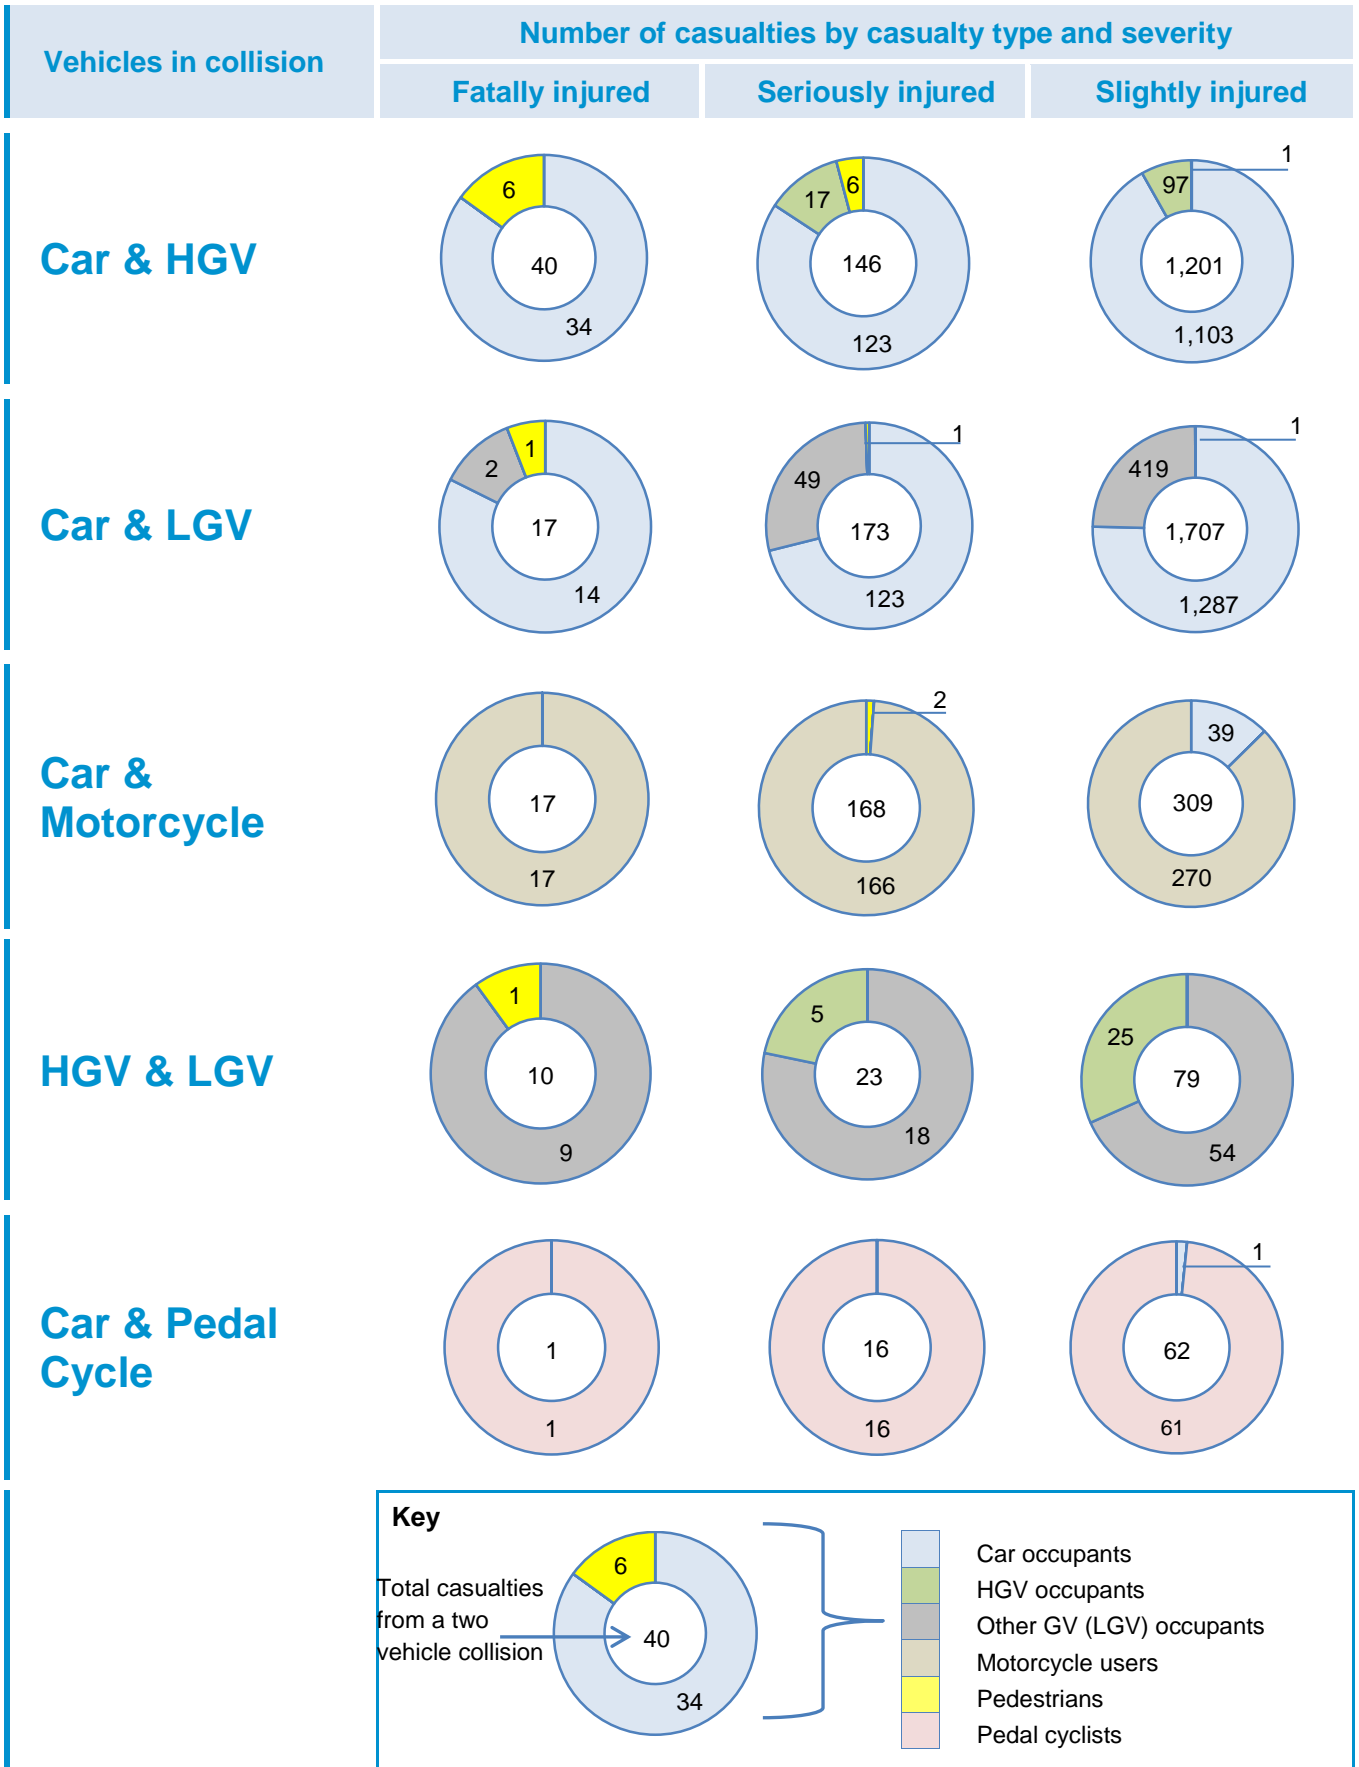 Vehicles in collision
Number of casualties by casualty type and severity
Fatally injured
Seriously injured
Slightly injured
Car & HGV
6
40
34
17
6
146
123
1
97
1,201
1,103
Car & LGV
1
2
17
14
1
49
173
123
1
419
1,707
1,287
Car &
Motorcycle
17
17
2
168
166
39
309
270
HGV & LGV
1
10
9
5
23
18
25
79
54
Car & Pedal
Cycle
1
1
16
16
1
62
61
Key
Total casualties
from a two
vehicle collision
6
40
34
Car occupants
HGV occupants
Other GV (LGV) occupants
Motorcycle users
Pedestrians
Pedal cyclists